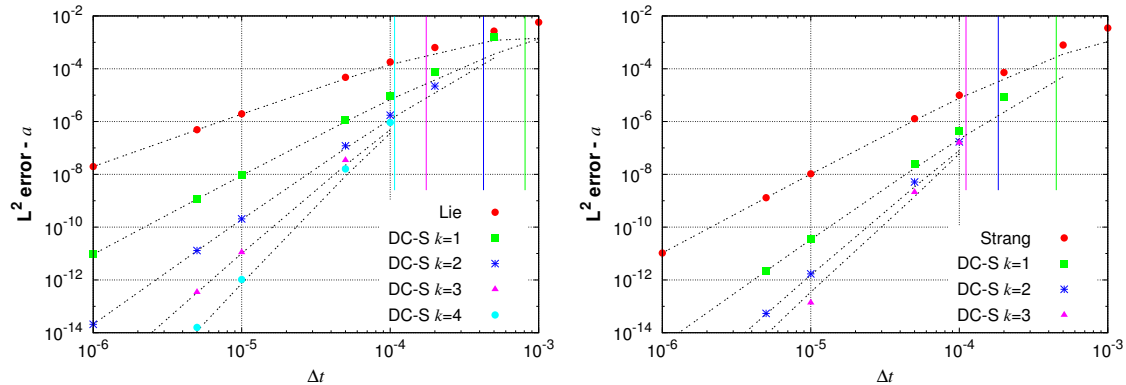 10^-2
10^-4
10^-6
10^-8
10^-10
10^-12
10^-14
L^2 error - a
Lie
DC-S k=1
DC-S k=2
DC-S k=3
DC-S k=4
10^-6
10^-5
10^-4
10^-3
Δt
10^-2
10^-4
10^-6
10^-8
10^-10
10^-12
10^-14
L^2 error - a
Strang
DC-S k=1
DC-S k=2
DC-S k=3
10^-6
10^-5
10^-4
10^-3
Δt